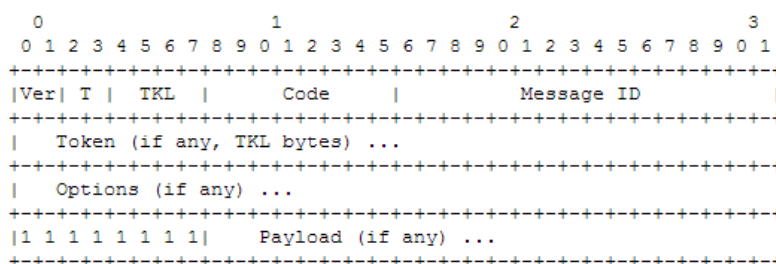 0                   1                   2                   3
 0 1 2 3 4 5 6 7 8 9 0 1 2 3 4 5 6 7 8 9 0 1 2 3 4 5 6 7 8 9 0 1
+-+-+-+-+-+-+-+-+-+-+-+-+-+-+-+-+-+-+-+-+-+-+-+-+-+-+-+-+-+-+-+-
|Ver| T |  TKL  |      Code     |          Message ID           |
+-+-+-+-+-+-+-+-+-+-+-+-+-+-+-+-+-+-+-+-+-+-+-+-+-+-+-+-+-+-+-+-
|   Token (if any, TKL bytes) ...
+-+-+-+-+-+-+-+-+-+-+-+-+-+-+-+-+-+-+-+-+-+-+-+-+-+-+-+-+-+-+-+-
|   Options (if any) ...
+-+-+-+-+-+-+-+-+-+-+-+-+-+-+-+-+-+-+-+-+-+-+-+-+-+-+-+-+-+-+-+-
|1 1 1 1 1 1 1 1|    Payload (if any) ...
+-+-+-+-+-+-+-+-+-+-+-+-+-+-+-+-+-+-+-+-+-+-+-+-+-+-+-+-+-+-+-+-